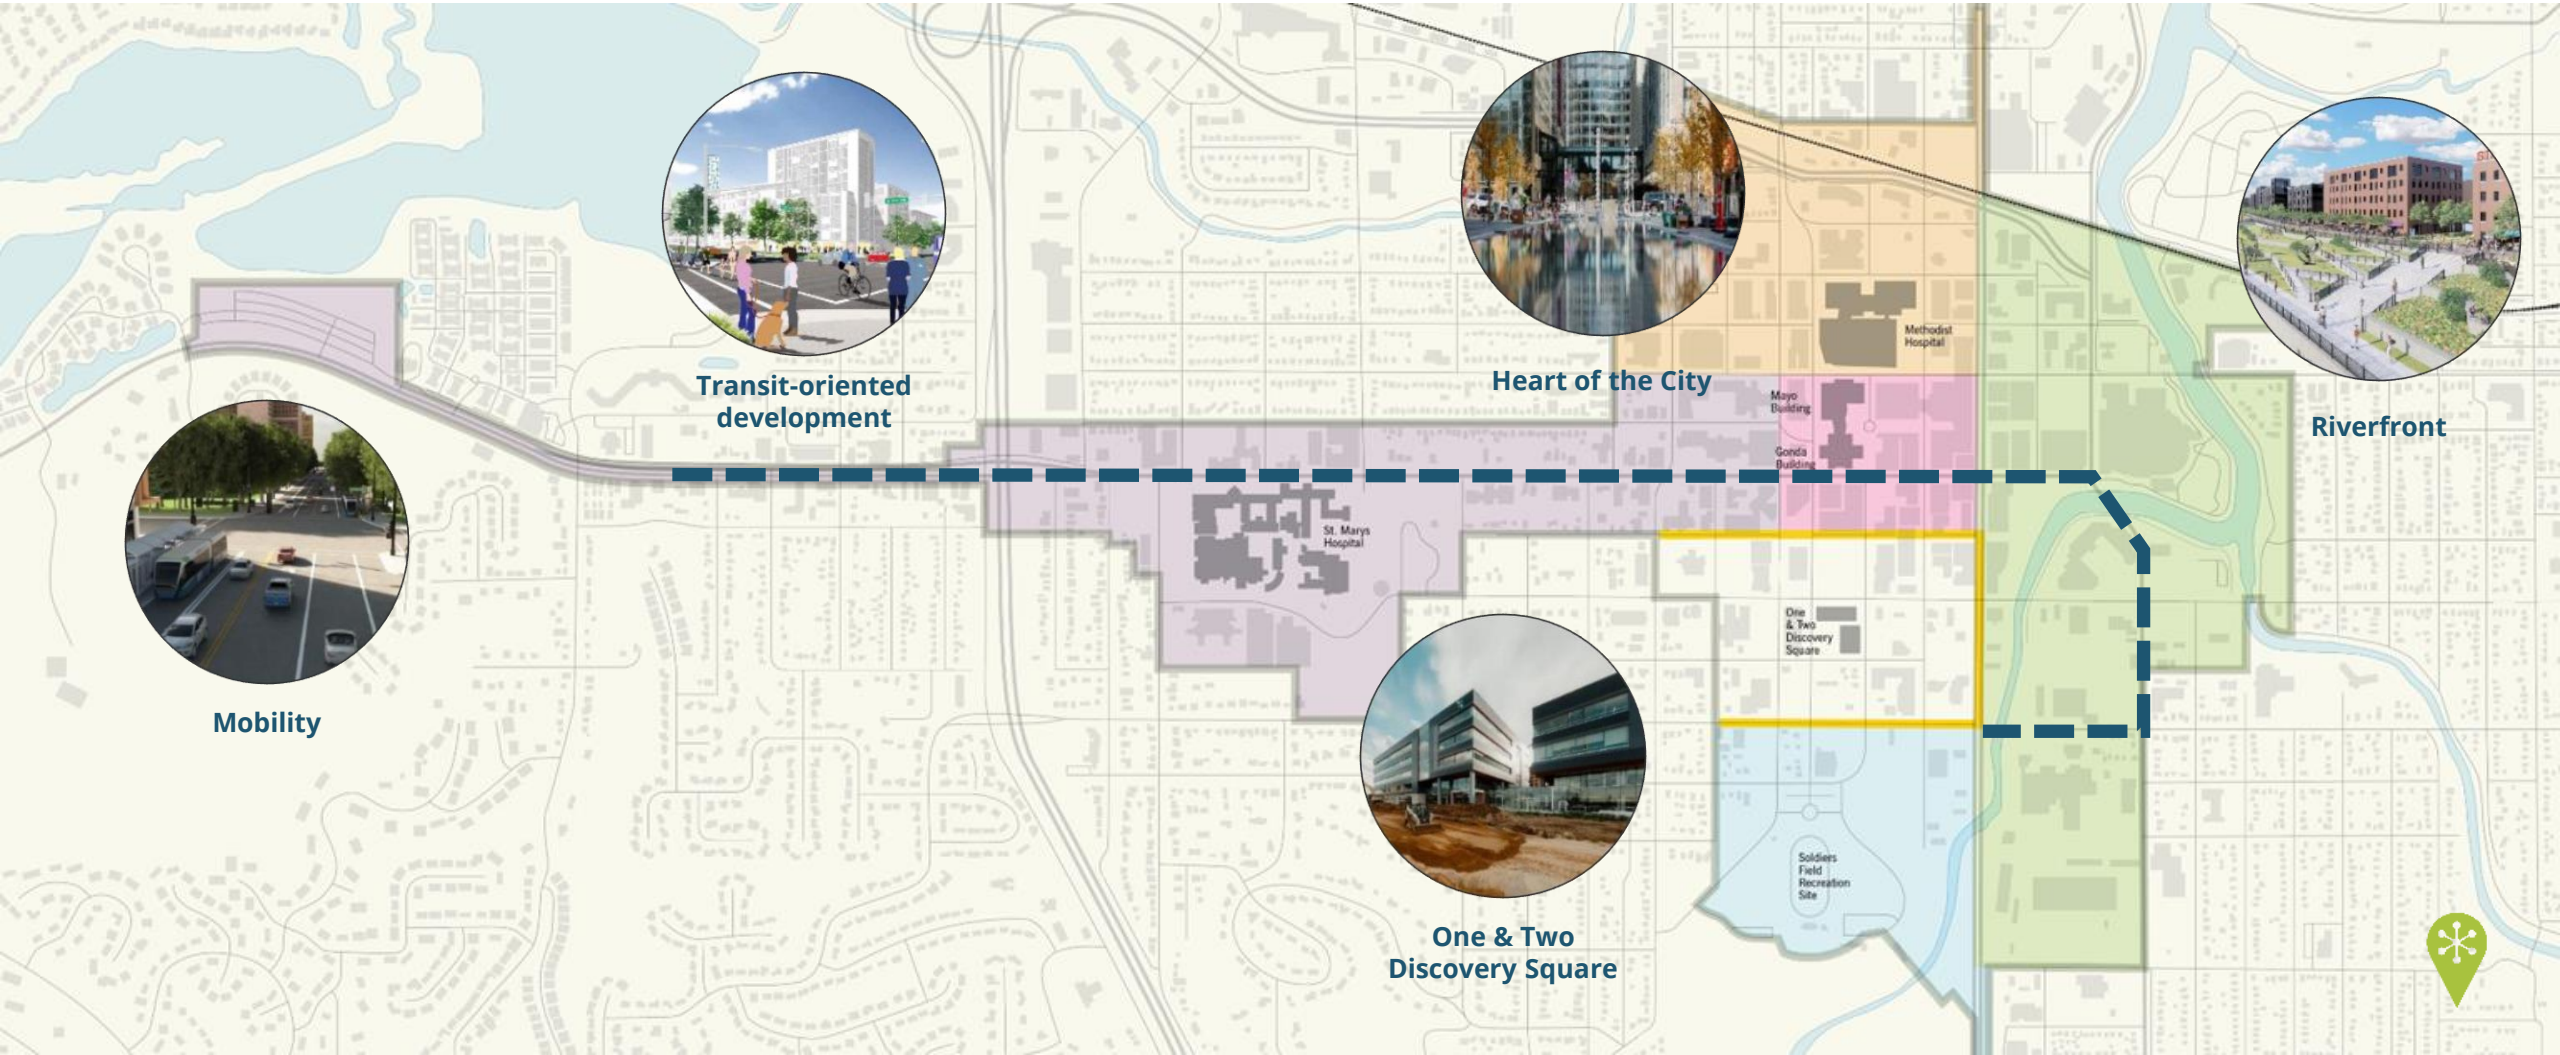 Transit-oriented
development
Heart of the City
Riverfront
Mobility
One & Two
Discovery Square
Methodist
Hospital
Mayo
Building
Gonda
Building
St. Marys
Hospital
One
& Two
Discovery
Square
Soldiers
Field
Recreation
Site